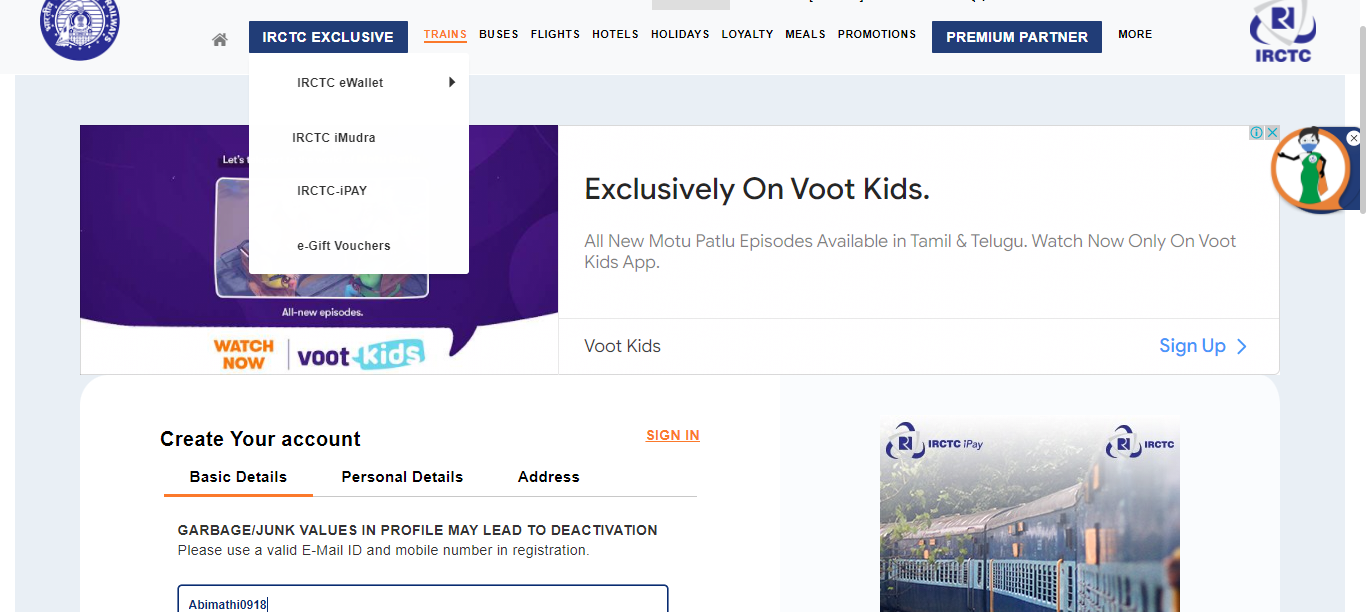 RAILWAYS
IRCTC EXCLUSIVE
TRAINS
BUSES
FLIGHTS
HOTELS
HOLIDAYS
LOYALTY
MEALS
PROMOTIONS
PREMIUM PARTNER
MORE
IRCTC
IRCTC eWallet
IRCTC iMudra
IRCTC-iPAY
e-Gift Vouchers
Let's
All-new episodes.
WATCH
NOW
voot kids
Exclusively On Voot Kids.
All New Motu Patlu Episodes Available in Tamil & Telugu. Watch Now Only On Voot
Kids App.
Voot Kids
Sign Up
Create Your account
SIGN IN
Basic Details
Personal Details
Address
GARBAGE/JUNK VALUES IN PROFILE MAY LEAD TO DEACTIVATION
Please use a valid E-Mail ID and mobile number in registration.
Abimathi0918
IRCTC iPay
IRCTC